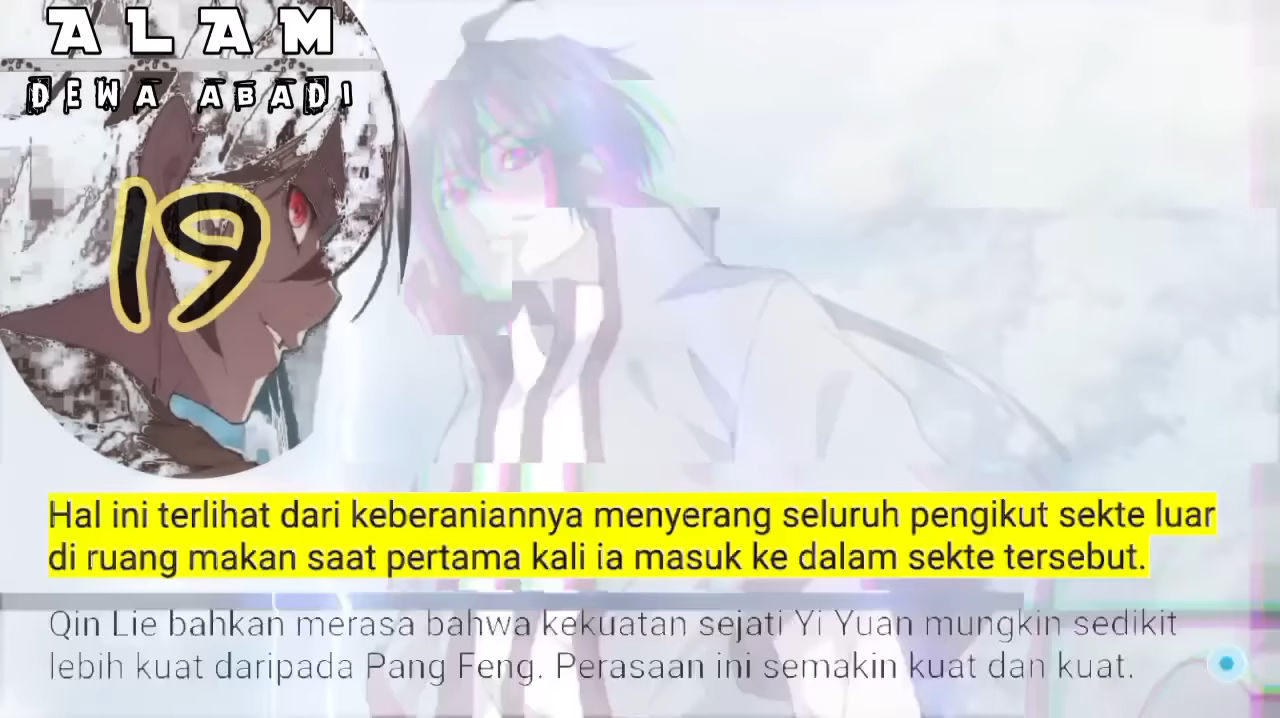 ALAM
DEWA ABADI
19
Hal ini terlihat dari keberaniannya menyerang seluruh pengikut sekte luar
di ruang makan saat pertama kali ia masuk ke dalam sekte tersebut.
Qin Lie bahkan merasa bahwa kekuatan sejati Yi Yuan mungkin sedikit
lebih kuat daripada Pang Feng. Perasaan ini semakin kuat dan kuat.